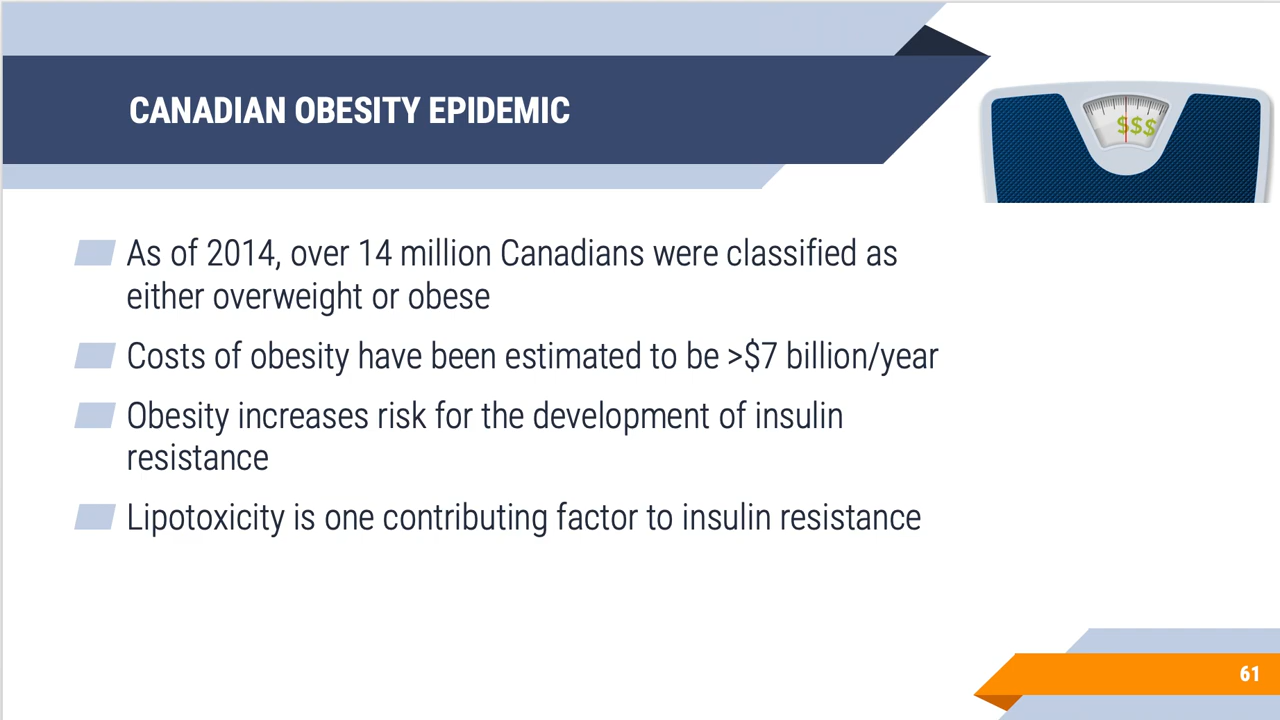 CANADIAN OBESITY EPIDEMIC
$$$
As of 2014, over 14 million Canadians were classified as
either overweight or obese
Costs of obesity have been estimated to be >$7 billion/year
Obesity increases risk for the development of insulin
resistance
Lipotoxicity is one contributing factor to insulin resistance
61